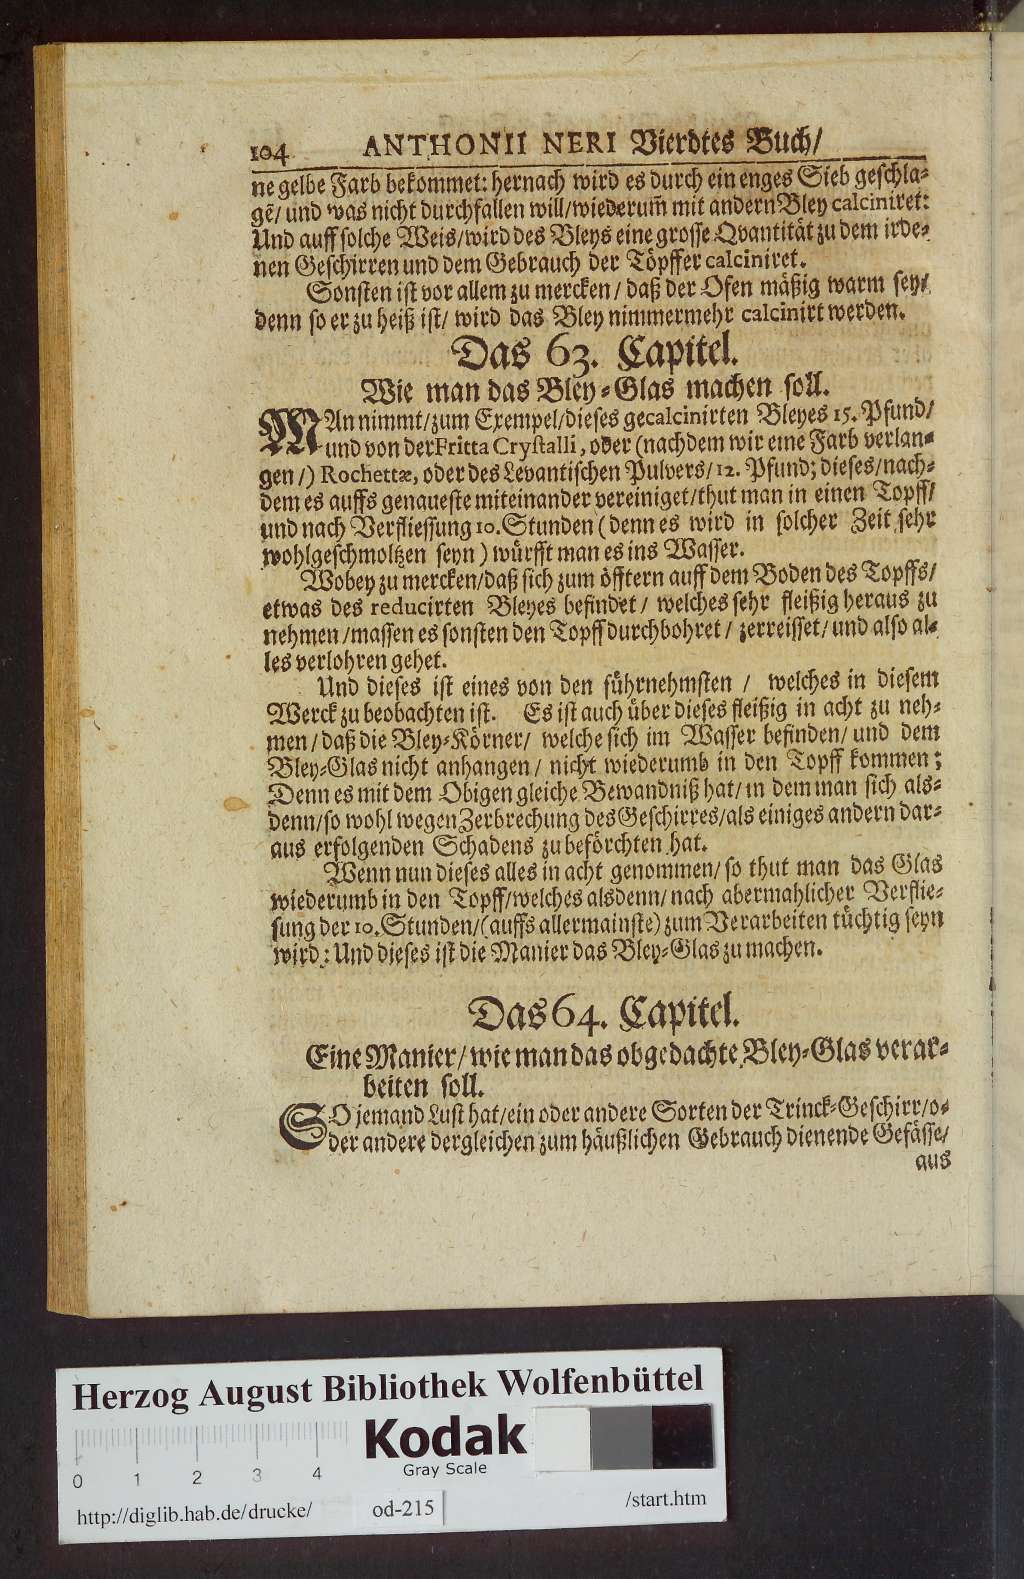 104 ANTHONII NERI Vierdtes Buch/
ne gelbe Farb bekommet: hernach wird es durch ein enges Sieb geschla-
gē/ und was nicht durchfallen will/wiederum̃ mit andern Bley calciniret:
Und auff solche Weis/wird des Bleys eine grosse Qvantität zu dem irde-
nen Geschirren und dem Gebrauch der Töpffer calciniret.
Sonsten ist vor allem zu mercken/ daß der Ofen mäßig warm sey/
denn so er zu heiß ist/ wird das Bley nimmermehr calcinirt werden.
Das 63. Capitel.
Wie man das Bley-Glas machen soll.
MAn nimmt/zum Exempel/dieses gecalcinirten Bleyes 15. Pfund/
und von der Fritta Crystalli, oder (nachdem wir eine Farb verlan-
gen/) Rochettæ, oder des Levantischen Pulvers/12. Pfund; dieses/nach-
dem es auffs genaueste miteinander vereiniget/thut man in einen Topff/
und nach Verfliessung 10. Stunden (denn es wird in solcher Zeit sehr
wohlgeschmoltzen seyn) würfft man es ins Wasser.
Wobey zu mercken/daß sich zum öfftern auff dem Boden des Topffs/
etwas des reducirten Bleyes befindet/ welches sehr fleißig heraus zu
nehmen/massen es sonsten den Topff durchbohret/ zerreisset/ und also al-
les verlohren gehet.
Und dieses ist eines von den führnehmsten / welches in diesem
Werck zu beobachten ist. Es ist auch über dieses fleißig in acht zu neh-
men/daß die Bley-Körner/ welche sich im Wasser befinden/ und dem
Bley-Glas nicht anhangen/ nicht wiederumb in den Topff kommen;
Denn es mit dem Obigen gleiche Bewandniß hat/ in dem man sich als-
denn/so wohl wegen Zerbrechung des Geschirres/als einiges andern dar-
aus erfolgenden Schadens zu beförchten hat.
Wenn nun dieses alles in acht genommen/ so thut man das Glas
wiederumb in den Topff/welches alsdenn/ nach abermahlicher Verflie-
sung der 10. Stunden/(auffs allermainste) zum Verarbeiten tüchtig seyn
wird: Und dieses ist die Manier das Bley-Glas zu machen.
Das 64. Capitel.
Eine Manier/ wie man das obgedachte Bley-Glas verar-
beiten soll.
SO jemand Lust hat/ein oder andere Sorten der Trinck-Geschirr/o-
der andere dergleichen zum häußlichen Gebrauch dienende Gefässe/
aus
Herzog August Bibliothek Wolfenbüttel
Kodak
Gray Scale
0 1 2 3 4
http://diglib.hab.de/drucke/ od-215 /start.htm